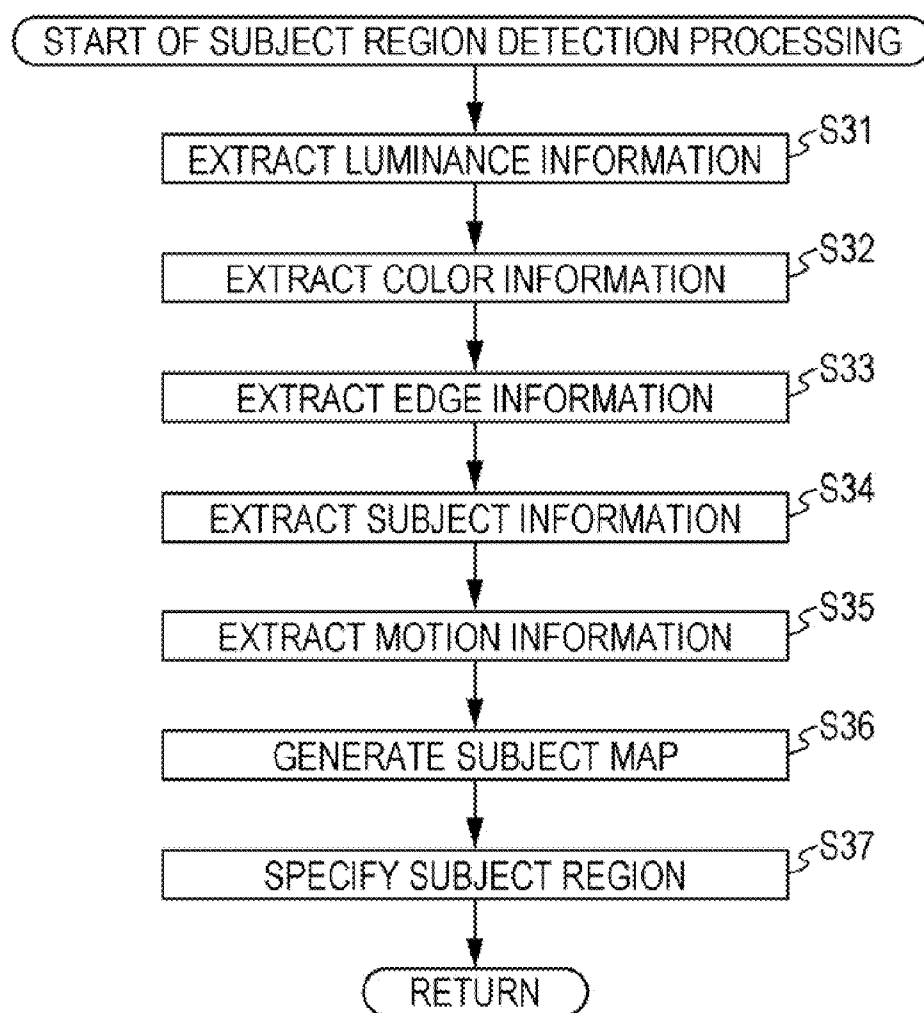 START OF SUBJECT REGION DETECTION PROCESSING
S31
EXTRACT LUMINANCE INFORMATION
S32
EXTRACT COLOR INFORMATION
S33
EXTRACT EDGE INFORMATION
S34
EXTRACT SUBJECT INFORMATION
S35
EXTRACT MOTION INFORMATION
S36
GENERATE SUBJECT MAP
S37
SPECIFY SUBJECT REGION
RETURN